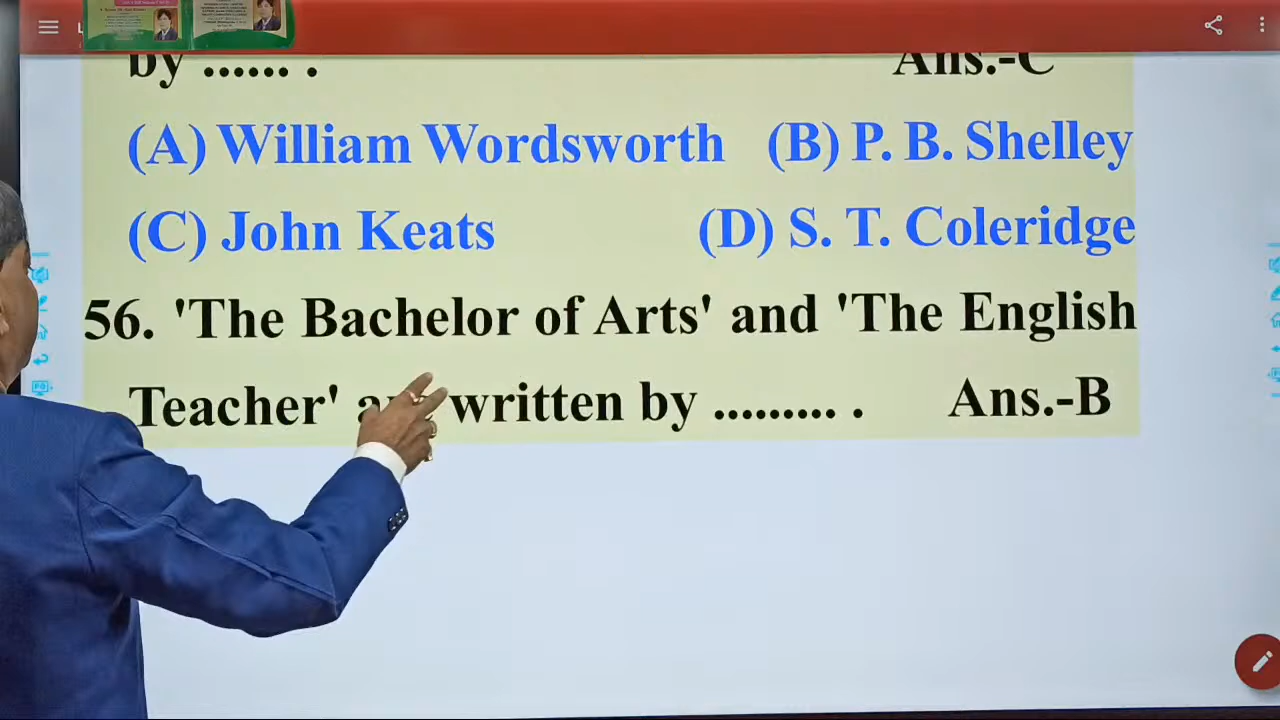 by ...... . Ans.-C
(A) William Wordsworth (B) P. B. Shelley
(C) John Keats (D) S. T. Coleridge
56. 'The Bachelor of Arts' and 'The English
Teacher' are written by ......... . Ans.-B